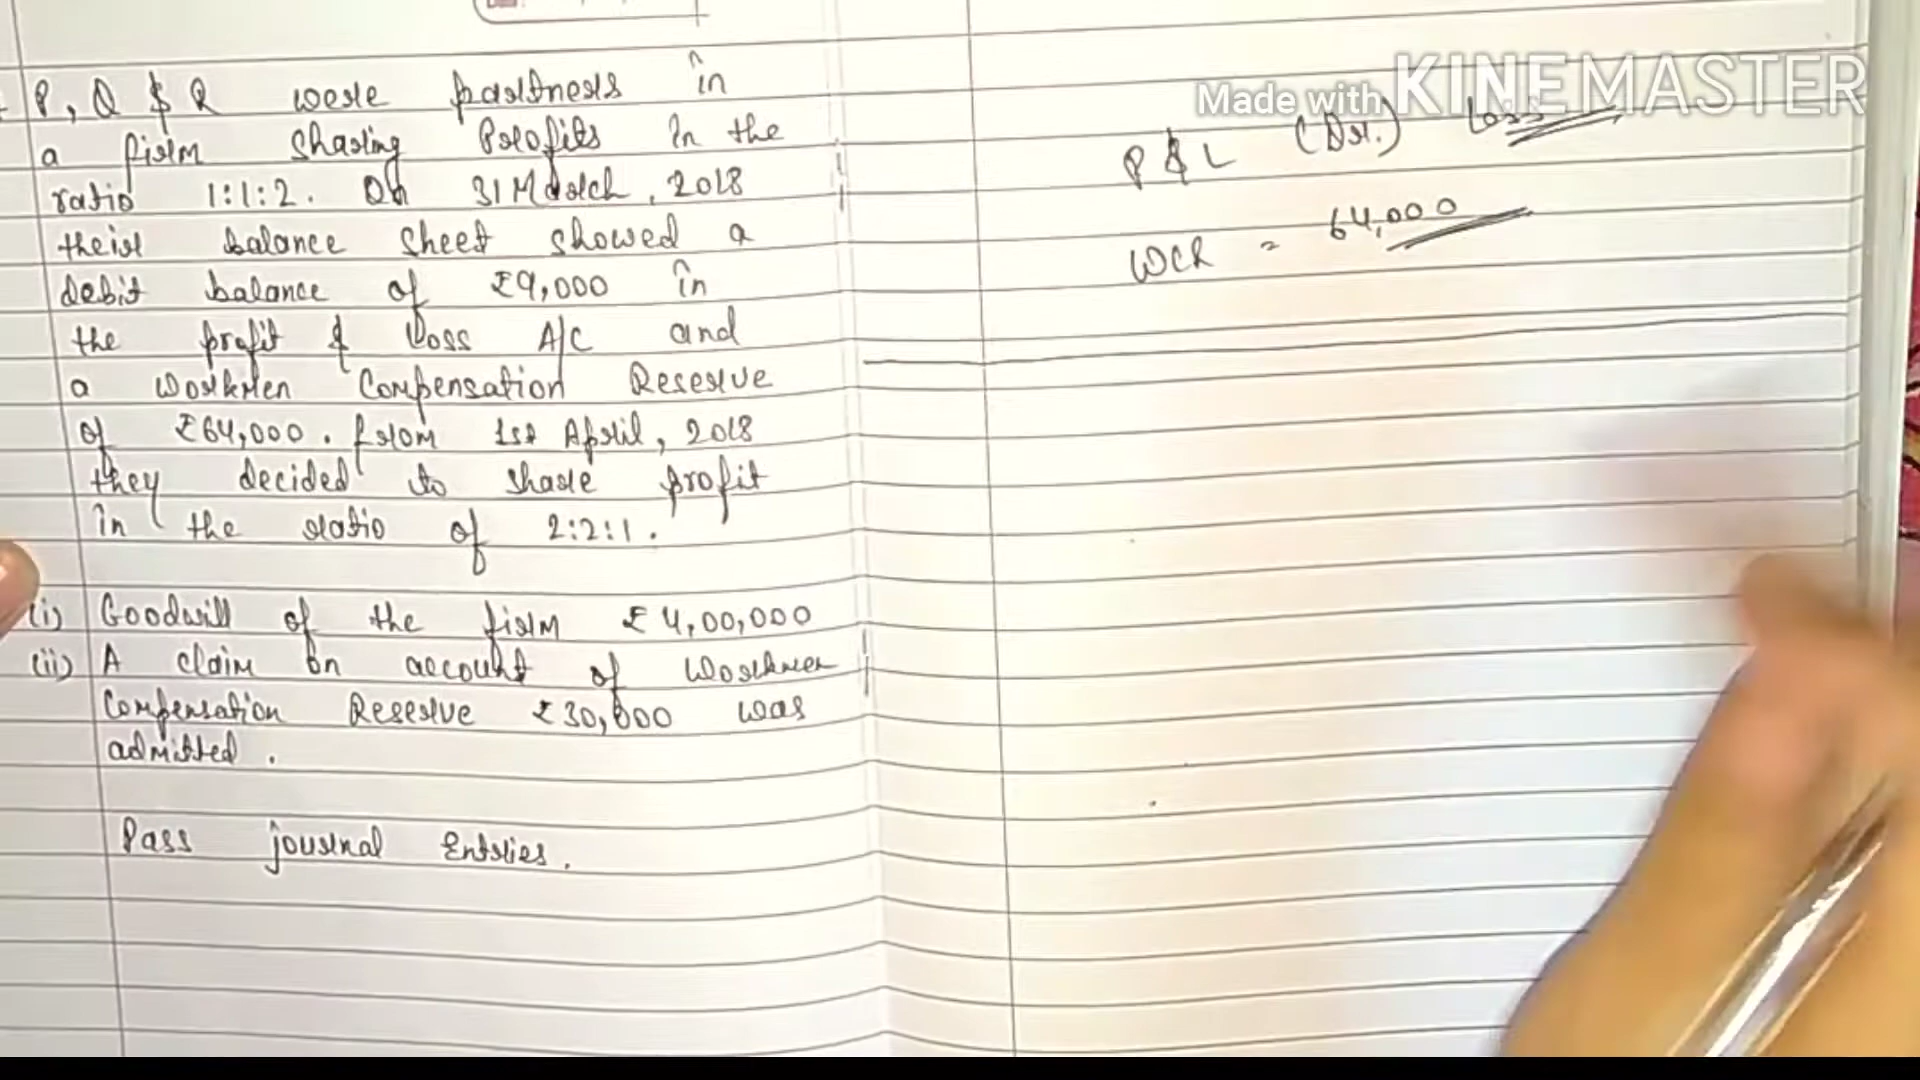 P, Q & R were partners in
a firm sharing Profits in the
ratio 1:1:2. On 31 March, 2018
their balance sheet showed a
debit balance of ₹9,000 in
the profit & Loss A/C and
a Workmen Compensation Reserve
of ₹64,000. from 1st April, 2018
they decided to share profit
in the ratio of 2:2:1.
(i) Goodwill of the firm ₹4,00,000
(ii) A claim on account of Workmen
Compensation Reserve ₹30,000 was
admitted.
Pass journal Entries.
Made with KINEMASTER
P & L (Dr.) Loss
WCR = 64,000